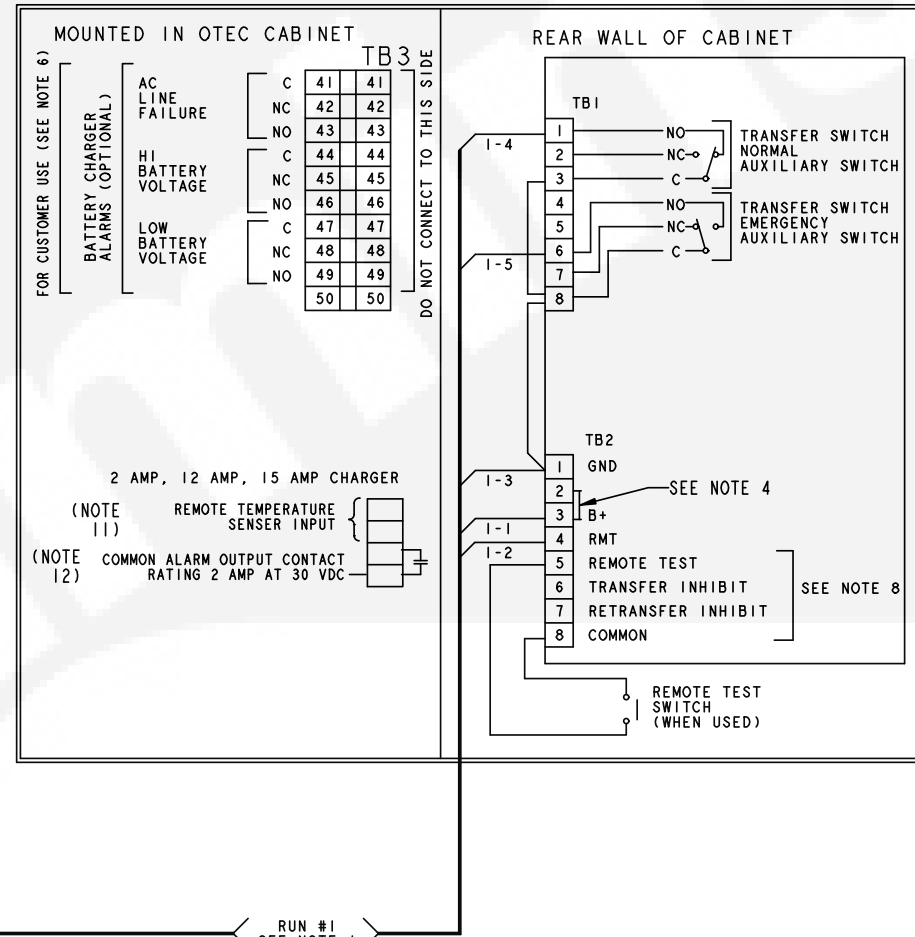 MOUNTED IN OTEC CABINET
TB3
FOR CUSTOMER USE (SEE NOTE 6)
BATTERY CHARGER
ALARMS (OPTIONAL)
AC
LINE
FAILURE
C 41 41
NC 42 42
NO 43 43
HI
BATTERY
VOLTAGE
C 44 44
NC 45 45
NO 46 46
LOW
BATTERY
VOLTAGE
C 47 47
NC 48 48
NO 49 49
50 50
DO NOT CONNECT TO THIS SIDE
2 AMP, 12 AMP, 15 AMP CHARGER
(NOTE
11)
REMOTE TEMPERATURE
SENSER INPUT
(NOTE
12)
COMMON ALARM OUTPUT CONTACT
RATING 2 AMP AT 30 VDC
REAR WALL OF CABINET
TB1
1
2
3
4
5
6
7
8
1-4
1-5
NO
NC
C
TRANSFER SWITCH
NORMAL
AUXILIARY SWITCH
NO
NC
C
TRANSFER SWITCH
EMERGENCY
AUXILIARY SWITCH
TB2
1 GND
2
3 B+
4 RMT
5 REMOTE TEST
6 TRANSFER INHIBIT
7 RETRANSFER INHIBIT
8 COMMON
1-3
1-1
1-2
SEE NOTE 4
SEE NOTE 8
REMOTE TEST
SWITCH
(WHEN USED)
RUN #1
SEE NOTE